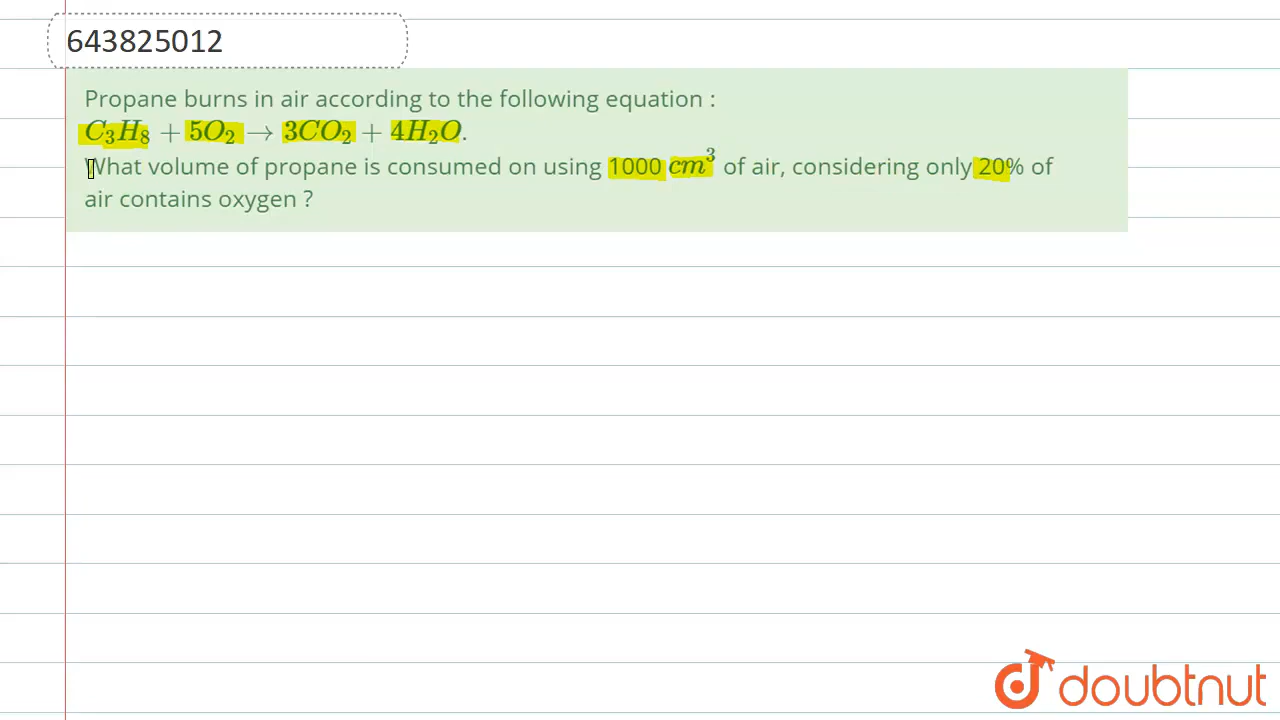 643825012
Propane burns in air according to the following equation :
C₃H₈ + 5O₂ → 3CO₂ + 4H₂O.
What volume of propane is consumed on using 1000 cm³ of air, considering only 20% of
air contains oxygen ?
doubtnut